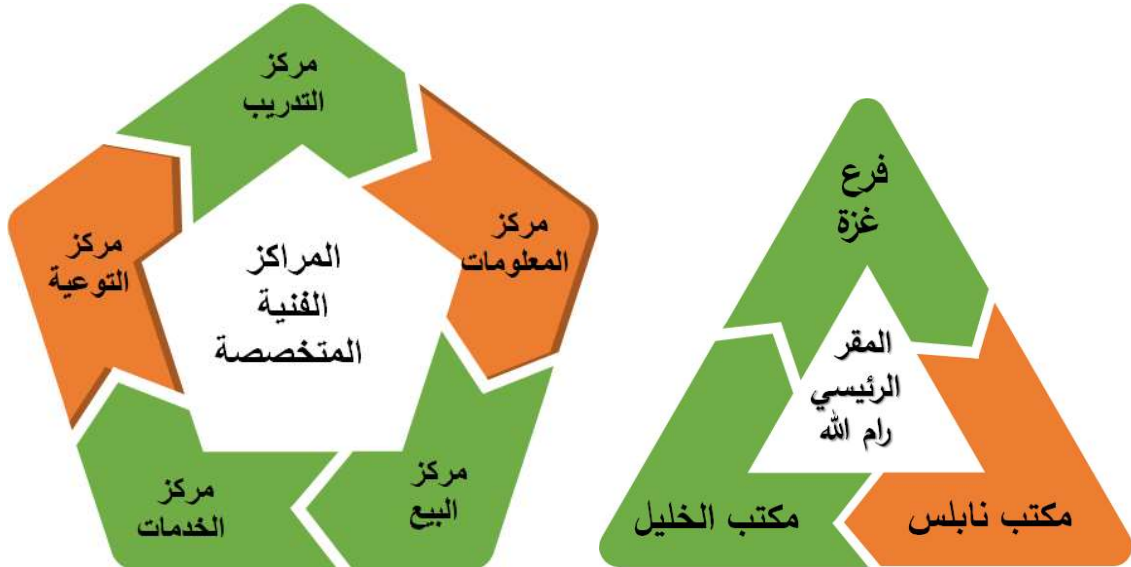 مركز
التدريب
مركز
المعلومات
مركز
التوعية
المراكز
الفنية
المتخصصة
مركز
البيع
مركز
الخدمات
فرع
غزة
المقر
الرئيسي
رام الله
مكتب نابلس
مكتب الخليل